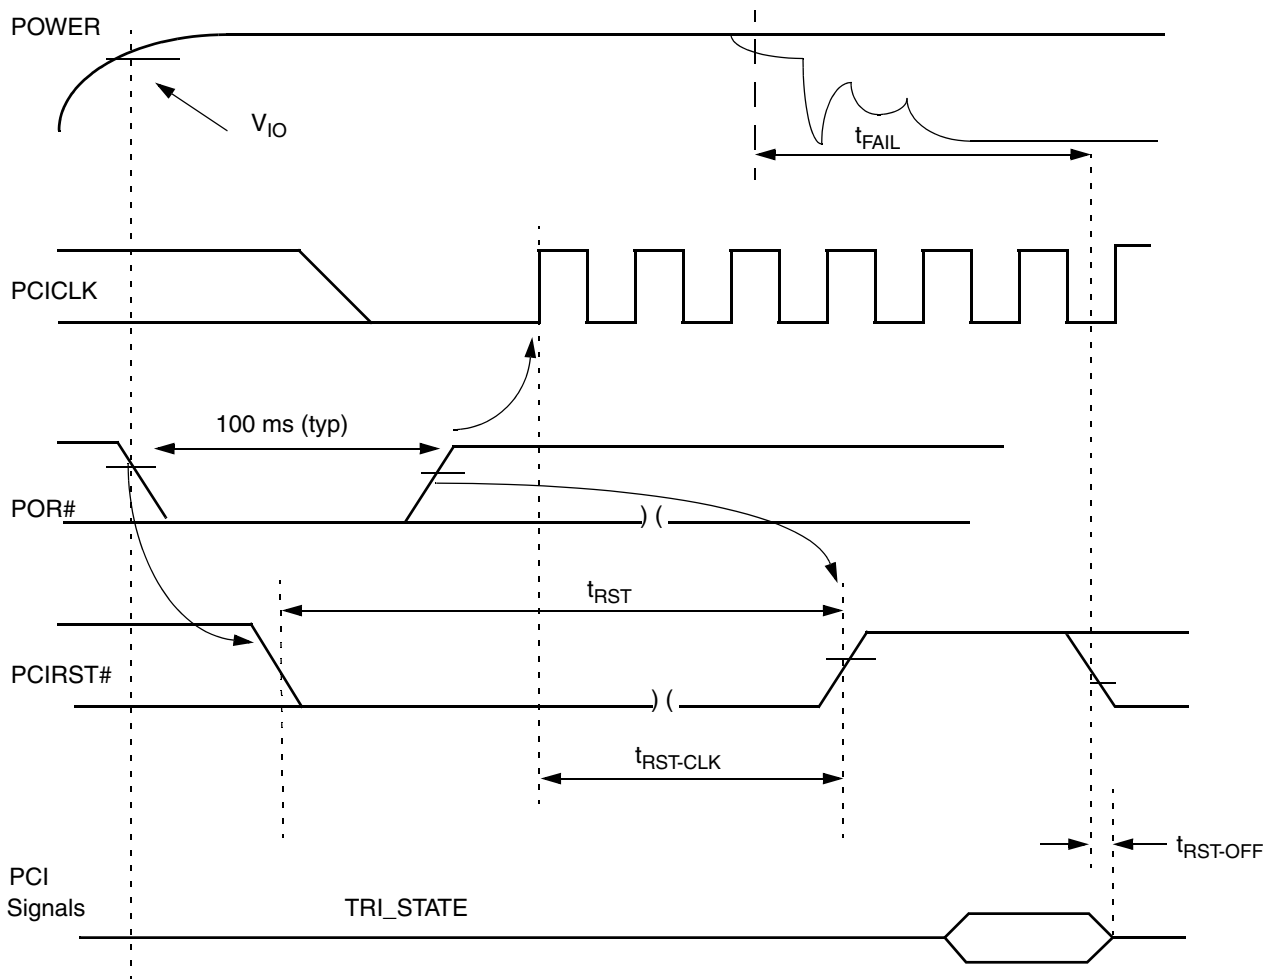 POWER
VIO
tFAIL
PCICLK
100 ms (typ)
POR#
) (
tRST
PCIRST#
) (
tRST-CLK
tRST-OFF
PCI
Signals
TRI_STATE